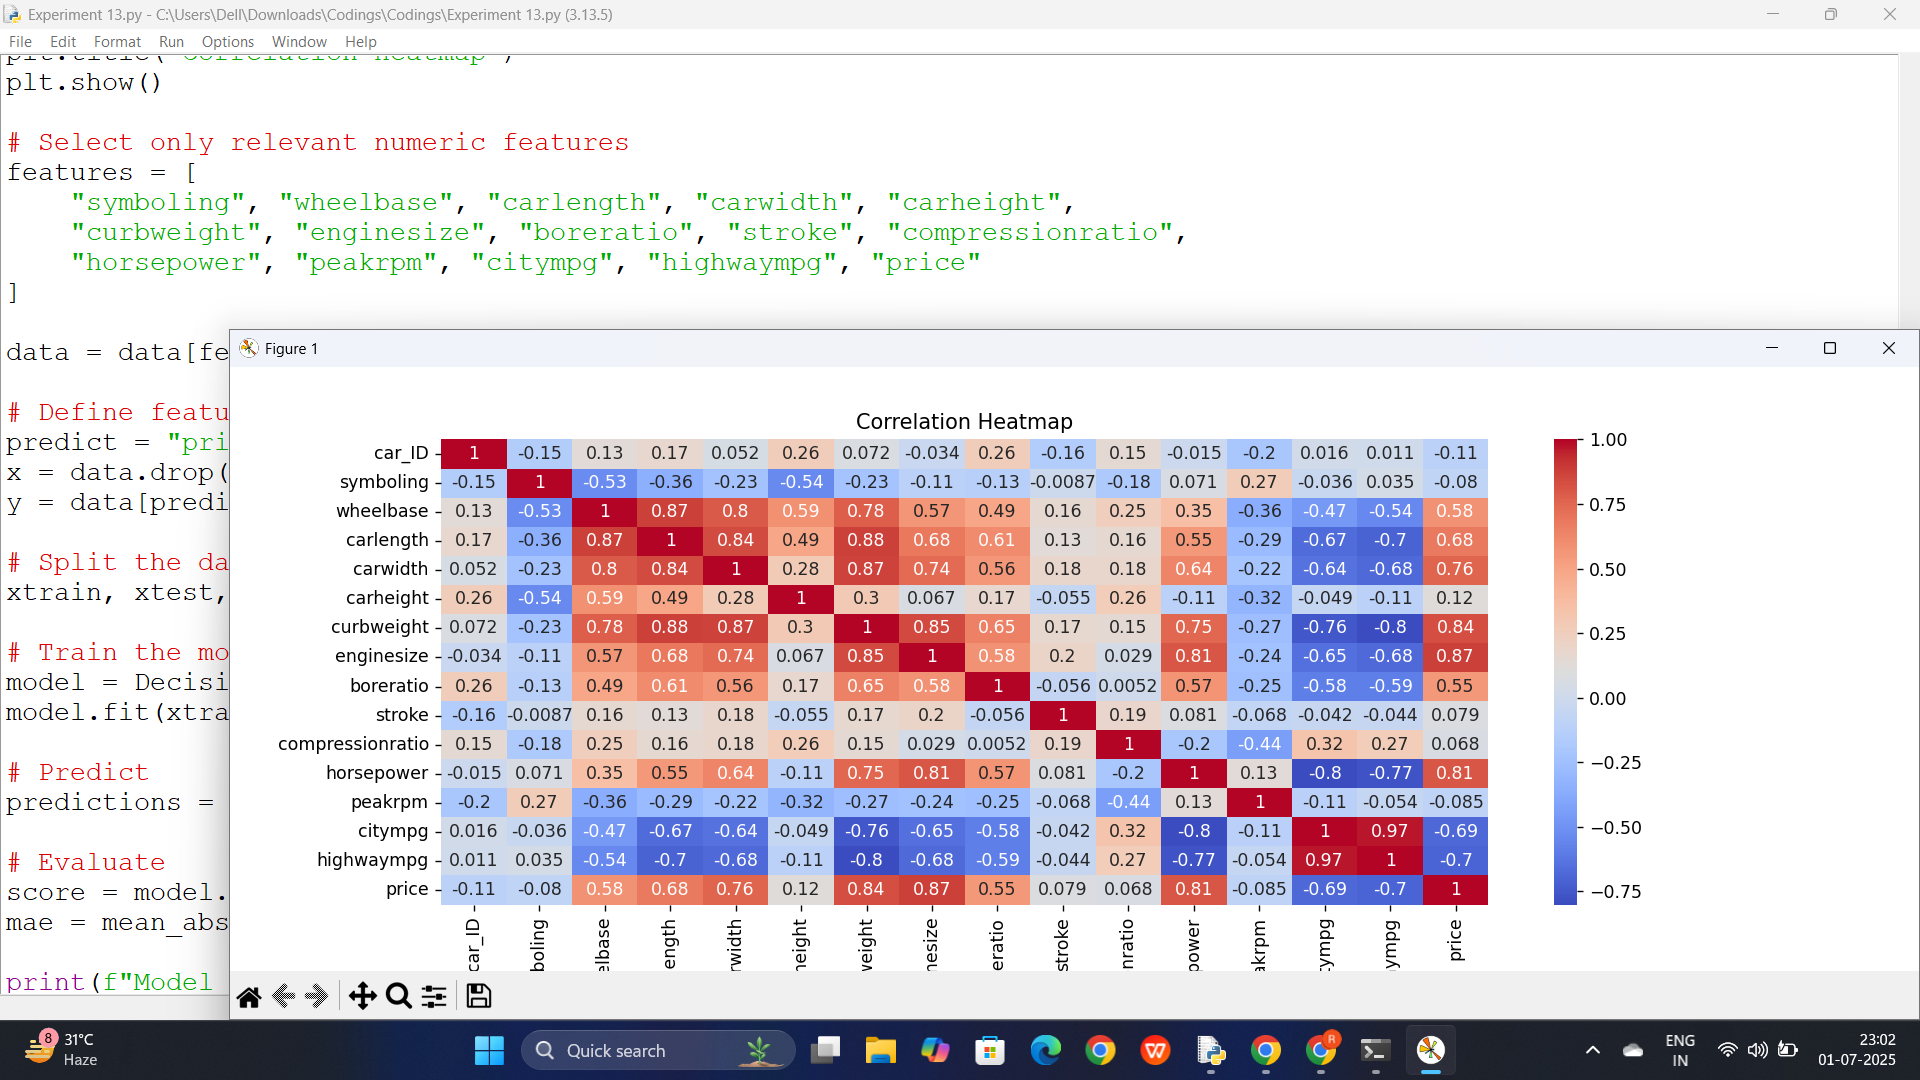 Experiment 13.py - C:\Users\Dell\Downloads\Codings\Codings\Experiment 13.py (3.13.5)
File Edit Format Run Options Window Help
plt.title("Correlation Heatmap")
plt.show()
# Select only relevant numeric features
features = [
"symboling", "wheelbase", "carlength", "carwidth", "carheight",
"curbweight", "enginesize", "boreratio", "stroke", "compressionratio",
"horsepower", "peakrpm", "citympg", "highwaympg", "price"
]
data = data[fe
# Define featu
predict = "pri
x = data.drop(
y = data[predi
# Split the da
xtrain, xtest,
# Train the mo
model = Decisi
model.fit(xtra
# Predict
predictions =
# Evaluate
score = model.
mae = mean_abs
print(f"Model
Figure 1
Correlation Heatmap
car_ID 1 -0.15 0.13 0.17 0.052 0.26 0.072 -0.034 0.26 -0.16 0.15 -0.015 -0.2 0.016 0.011 -0.11
symboling -0.15 1 -0.53 -0.36 -0.23 -0.54 -0.23 -0.11 -0.13 -0.0087 -0.18 0.071 0.27 -0.036 0.035 -0.08
wheelbase 0.13 -0.53 1 0.87 0.8 0.59 0.78 0.57 0.49 0.16 0.25 0.35 -0.36 -0.47 -0.54 0.58
carlength 0.17 -0.36 0.87 1 0.84 0.49 0.88 0.68 0.61 0.13 0.16 0.55 -0.29 -0.67 -0.7 0.68
carwidth 0.052 -0.23 0.8 0.84 1 0.28 0.87 0.74 0.56 0.18 0.18 0.64 -0.22 -0.64 -0.68 0.76
carheight 0.26 -0.54 0.59 0.49 0.28 1 0.3 0.067 0.17 -0.055 0.26 -0.11 -0.32 -0.049 -0.11 0.12
curbweight 0.072 -0.23 0.78 0.88 0.87 0.3 1 0.85 0.65 0.17 0.15 0.75 -0.27 -0.76 -0.8 0.84
enginesize -0.034 -0.11 0.57 0.68 0.74 0.067 0.85 1 0.58 0.2 0.029 0.81 -0.24 -0.65 -0.68 0.87
boreratio 0.26 -0.13 0.49 0.61 0.56 0.17 0.65 0.58 1 -0.056 0.0052 0.57 -0.25 -0.58 -0.59 0.55
stroke -0.16 -0.0087 0.16 0.13 0.18 -0.055 0.17 0.2 -0.056 1 0.19 0.081 -0.068 -0.042 -0.044 0.079
compressionratio 0.15 -0.18 0.25 0.16 0.18 0.26 0.15 0.029 0.0052 0.19 1 -0.2 -0.44 0.32 0.27 0.068
horsepower -0.015 0.071 0.35 0.55 0.64 -0.11 0.75 0.81 0.57 0.081 -0.2 1 0.13 -0.8 -0.77 0.81
peakrpm -0.2 0.27 -0.36 -0.29 -0.22 -0.32 -0.27 -0.24 -0.25 -0.068 -0.44 0.13 1 -0.11 -0.054 -0.085
citympg 0.016 -0.036 -0.47 -0.67 -0.64 -0.049 -0.76 -0.65 -0.58 -0.042 0.32 -0.8 -0.11 1 0.97 -0.69
highwaympg 0.011 0.035 -0.54 -0.7 -0.68 -0.11 -0.8 -0.68 -0.59 -0.044 0.27 -0.77 -0.054 0.97 1 -0.7
price -0.11 -0.08 0.58 0.68 0.76 0.12 0.84 0.87 0.55 0.079 0.068 0.81 -0.085 -0.69 -0.7 1
car_ID boling elbase ength rwidth height weight nesize eratio stroke nratio power akrpm tympg ympg price
1.00
0.75
0.50
0.25
0.00
-0.25
-0.50
-0.75
8
31°C
Haze
Quick search
R
ENG
IN
23:02
01-07-2025